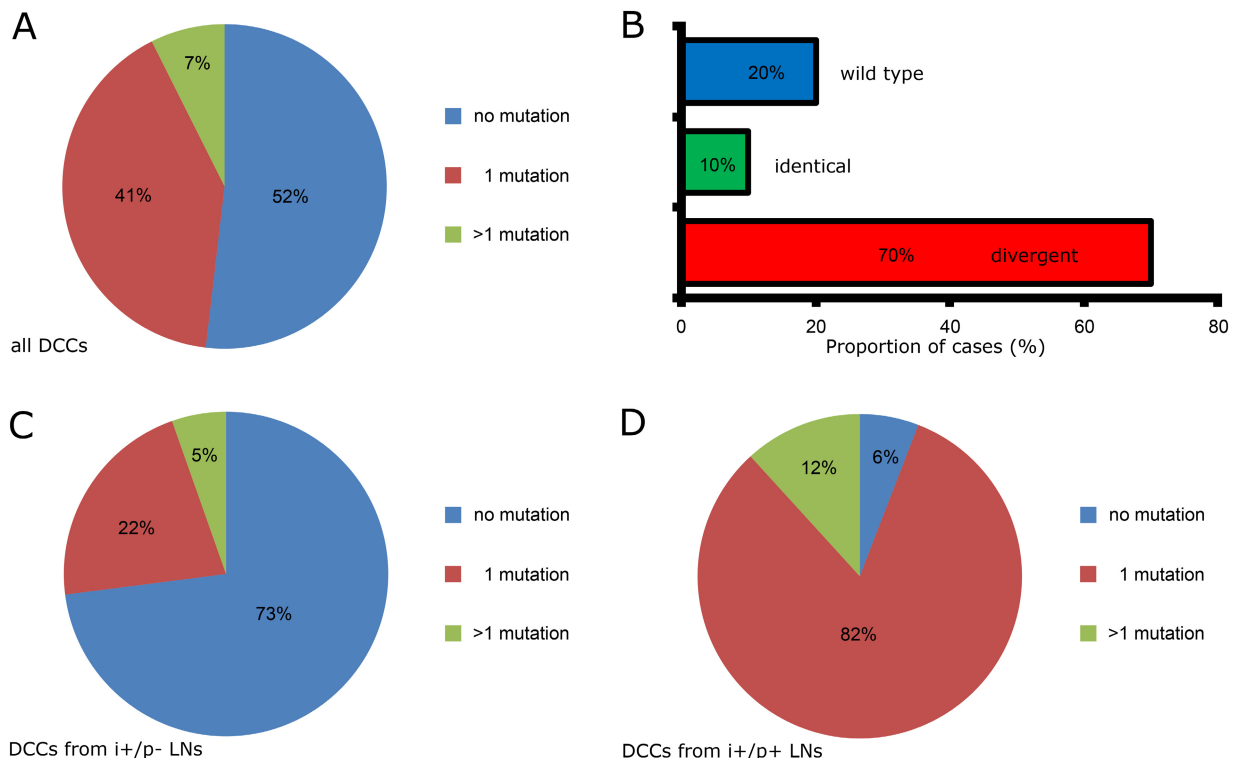 A
7%
41%
52%
no mutation
1 mutation
>1 mutation
all DCCs
B
20%
wild type
10%
identical
70%
divergent
0 20 40 60 80
Proportion of cases (%)
C
5%
22%
73%
no mutation
1 mutation
>1 mutation
DCCs from i+/p- LNs
D
12%
6%
82%
no mutation
1 mutation
>1 mutation
DCCs from i+/p+ LNs